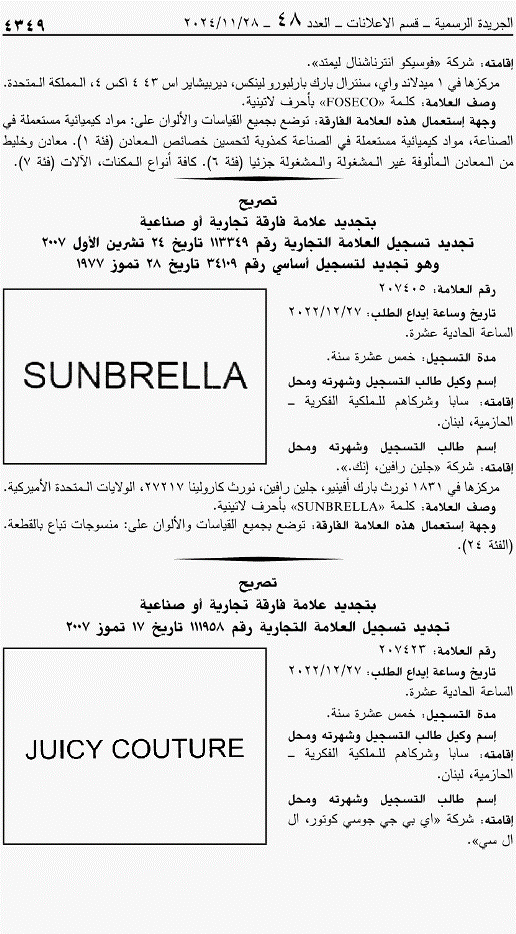 الجريدة الرسمية ـ قسم الاعلانات ـ العدد ٤٨ ـ ٢٠٢٤/١١/٢٨
٤٣٤٩
إقامته: شركة «فوسيكو انترناشنال ليمتد».
مركزها في ١ ميدلاند واي، سنترال بارك بارلبورو لينكس، ديربيشاير اس ٤٣ ٤ اكس ٤، المملكة المتحدة.
وصف العلامة: كلمة «FOSECO» بأحرف لاتينية.
وجهة إستعمال هذه العلامة الفارقة: توضع بجميع القياسات والألوان على: مواد كيميائية مستعملة في
الصناعة، مواد كيميائية مستعملة في الصناعة كمذوبة لتحسين خصائص المعادن (فئة ١). معادن وخليط
من المعادن المألوفة غير المشغولة والمشغولة جزئيا (فئة ٦). كافة أنواع المكنات، الآلات (فئة ٧).
تصريح
بتجديد علامة فارقة تجارية أو صناعية
تجديد تسجيل العلامة التجارية رقم ١١٣٣٤٩ تاريخ ٢٤ تشرين الأول ٢٠٠٧
وهو تجديد لتسجيل أساسي رقم ٣٤١٠٩ تاريخ ٢٨ تموز ١٩٧٧
رقم العلامة: ٢٠٧٤٠٥
تاريخ وساعة إيداع الطلب: ٢٠٢٢/١٢/٢٧
الساعة الحادية عشرة.
مدة التسجيل: خمس عشرة سنة.
إسم وكيل طالب التسجيل وشهرته ومحل
إقامته: سابا وشركاهم للملكية الفكرية ـ
الحازمية، لبنان.
إسم طالب التسجيل وشهرته ومحل
إقامته: شركة «جلين رافين، إنك.».
SUNBRELLA
مركزها في ١٨٣١ نورث بارك أفينيو، جلين رافين، نورث كارولينا ٢٧٢١٧، الولايات المتحدة الأميركية.
وصف العلامة: كلمة «SUNBRELLA» بأحرف لاتينية.
وجهة إستعمال هذه العلامة الفارقة: توضع بجميع القياسات والألوان على: منسوجات تباع بالقطعة.
(الفئة ٢٤).
تصريح
بتجديد علامة فارقة تجارية أو صناعية
تجديد تسجيل العلامة التجارية رقم ١١١٩٥٨ تاريخ ١٧ تموز ٢٠٠٧
رقم العلامة: ٢٠٧٤٢٣
تاريخ وساعة إيداع الطلب: ٢٠٢٢/١٢/٢٧
الساعة الحادية عشرة.
مدة التسجيل: خمس عشرة سنة.
إسم وكيل طالب التسجيل وشهرته ومحل
إقامته: سابا وشركاهم للملكية الفكرية ـ
الحازمية، لبنان.
إسم طالب التسجيل وشهرته ومحل
إقامته: شركة «اي بي جي جوسي كوتور، ال
ال سي».
JUICY COUTURE